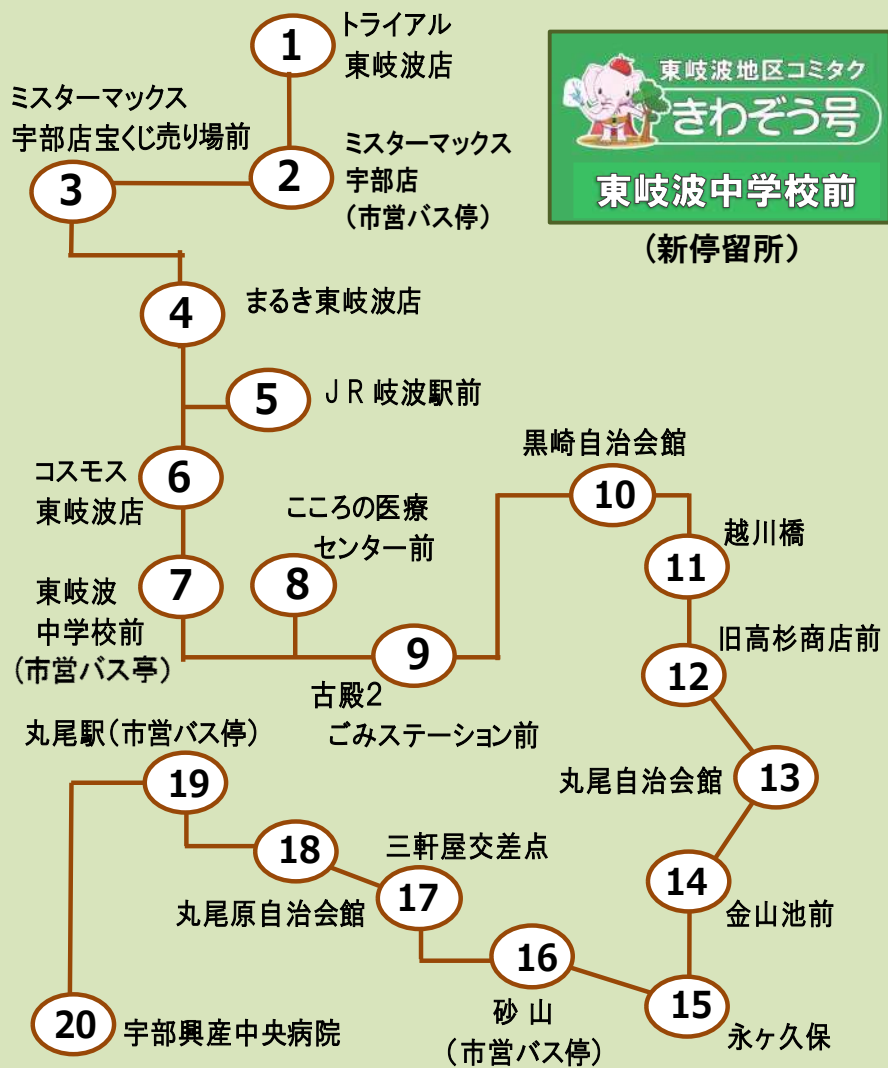 1
トライアル
東岐波店
東岐波地区コミタク
きわぞう号
東岐波中学校前
(新停留所)
ミスターマックス
宇部店宝くじ売り場前
3
2
ミスターマックス
宇部店
(市営バス停)
4
まるき東岐波店
5
JR岐波駅前
コスモス
東岐波店
6
黒崎自治会館
10
東岐波
中学校前
(市営バス亭)
7
こころの医療
センター前
8
11
越川橋
9
古殿2
ごみステーション前
旧高杉商店前
12
丸尾駅(市営バス停)
19
丸尾自治会館
13
18
丸尾原自治会館
三軒屋交差点
17
14
金山池前
16
砂山
(市営バス停)
15
永ヶ久保
20
宇部興産中央病院